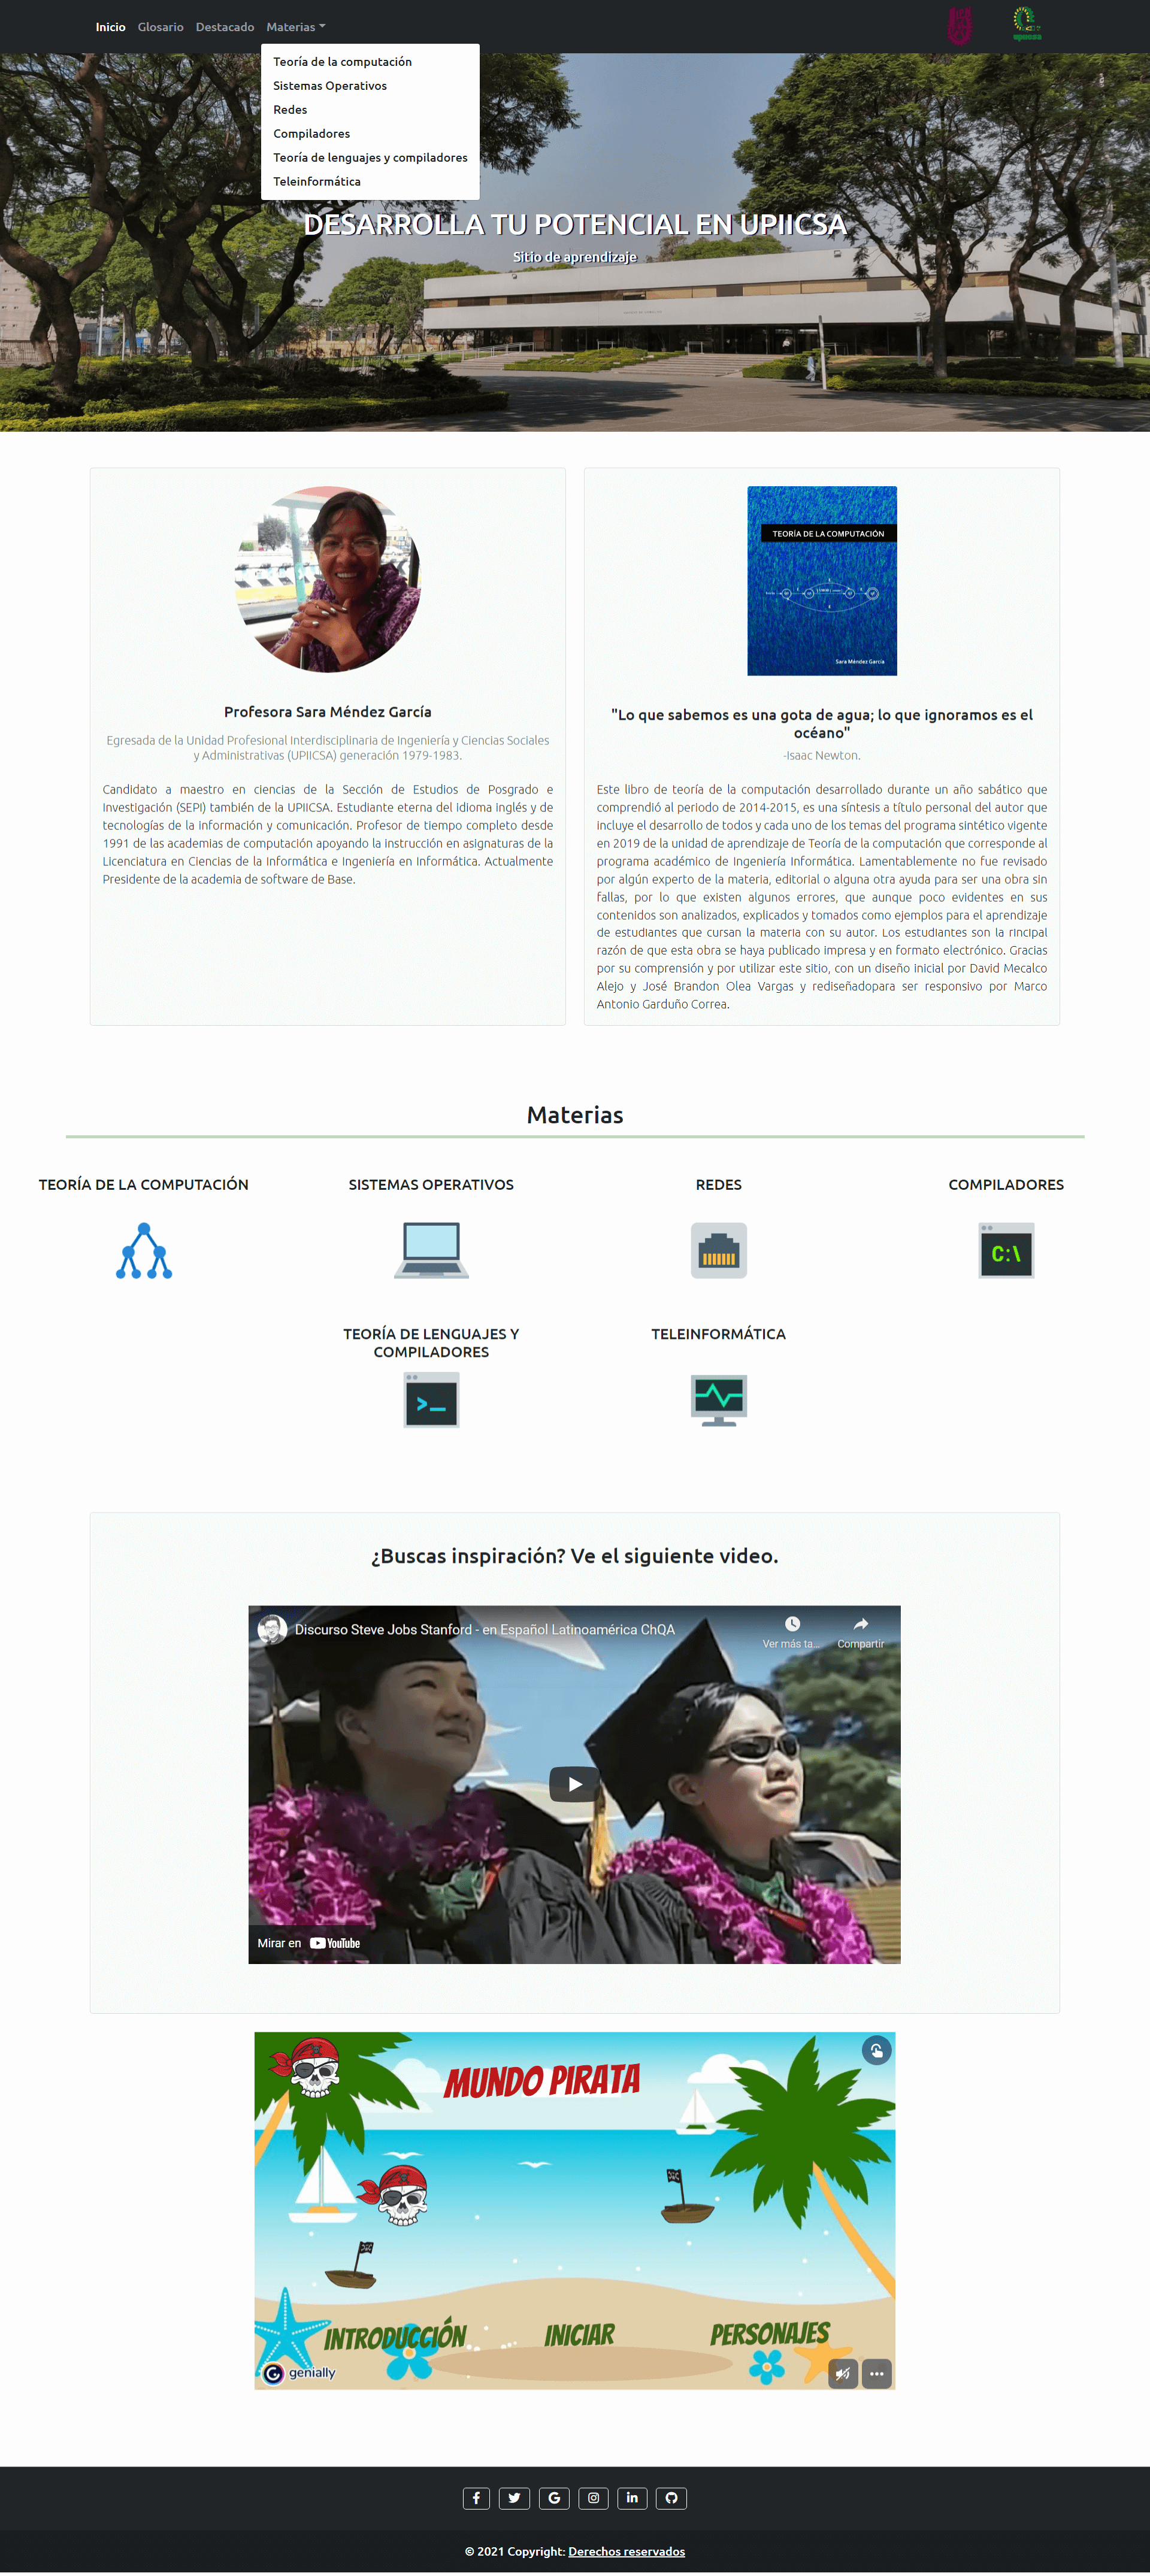 Inicio Glosario Destacado Materias
upiicsa
Teoría de la computación
Sistemas Operativos
Redes
Compiladores
Teoría de lenguajes y compiladores
Teleinformática
DESARROLLA TU POTENCIAL EN UPIICSA
Sitio de aprendizaje
TEORÍA DE LA COMPUTACIÓN
Sara Méndez García
Profesora Sara Méndez García
Egresada de la Unidad Profesional Interdisciplinaria de Ingeniería y Ciencias Sociales
y Administrativas (UPIICSA) generación 1979-1983.
Candidato a maestro en ciencias de la Sección de Estudios de Posgrado e
Investigación (SEPI) también de la UPIICSA. Estudiante eterna del idioma inglés y de
tecnologías de la información y comunicación. Profesor de tiempo completo desde
1991 de las academias de computación apoyando la instrucción en asignaturas de la
Licenciatura en Ciencias de la Informática e Ingeniería en Informática. Actualmente
Presidente de la academia de software de Base.
"Lo que sabemos es una gota de agua; lo que ignoramos es el
océano"
-Isaac Newton.
Este libro de teoría de la computación desarrollado durante un año sabático que
comprendió al periodo de 2014-2015, es una síntesis a título personal del autor que
incluye el desarrollo de todos y cada uno de los temas del programa sintético vigente
en 2019 de la unidad de aprendizaje de Teoría de la computación que corresponde al
programa académico de Ingeniería Informática. Lamentablemente no fue revisado
por algún experto de la materia, editorial o alguna otra ayuda para ser una obra sin
fallas, por lo que existen algunos errores, que aunque poco evidentes en sus
contenidos son analizados, explicados y tomados como ejemplos para el aprendizaje
de estudiantes que cursan la materia con su autor. Los estudiantes son la rincipal
razón de que esta obra se haya publicado impresa y en formato electrónico. Gracias
por su comprensión y por utilizar este sitio, con un diseño inicial por David Mecalco
Alejo y José Brandon Olea Vargas y rediseñadopara ser responsivo por Marco
Antonio Garduño Correa.
Materias
TEORÍA DE LA COMPUTACIÓN
SISTEMAS OPERATIVOS
REDES
COMPILADORES
C:\
TEORÍA DE LENGUAJES Y
COMPILADORES
TELEINFORMÁTICA
>_
¿Buscas inspiración? Ve el siguiente video.
Discurso Steve Jobs Stanford - en Español Latinoamérica ChQA
Ver más ta...
Compartir
Mirar en YouTube
MUNDO PIRATA
INTRODUCCIÓN
INICIAR
PERSONAJES
genially
© 2021 Copyright: Derechos reservados